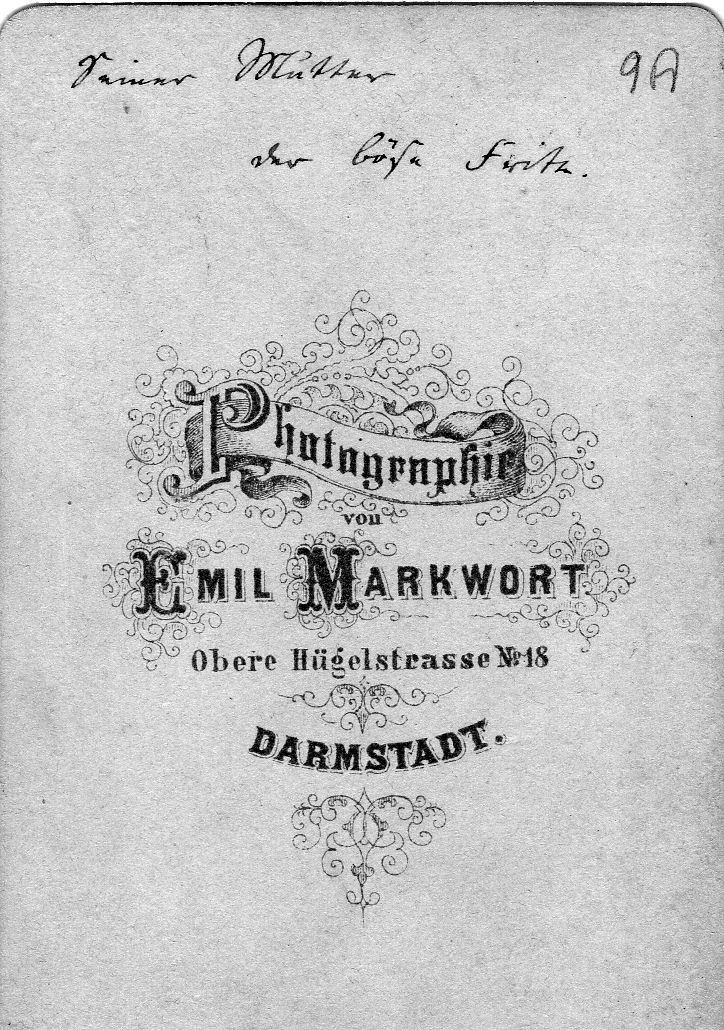 Seiner Mutter 9A
der böse Fritz.
Photographie
von
EMIL MARKWORT
Obere Hügelstrasse No 18
DARMSTADT.